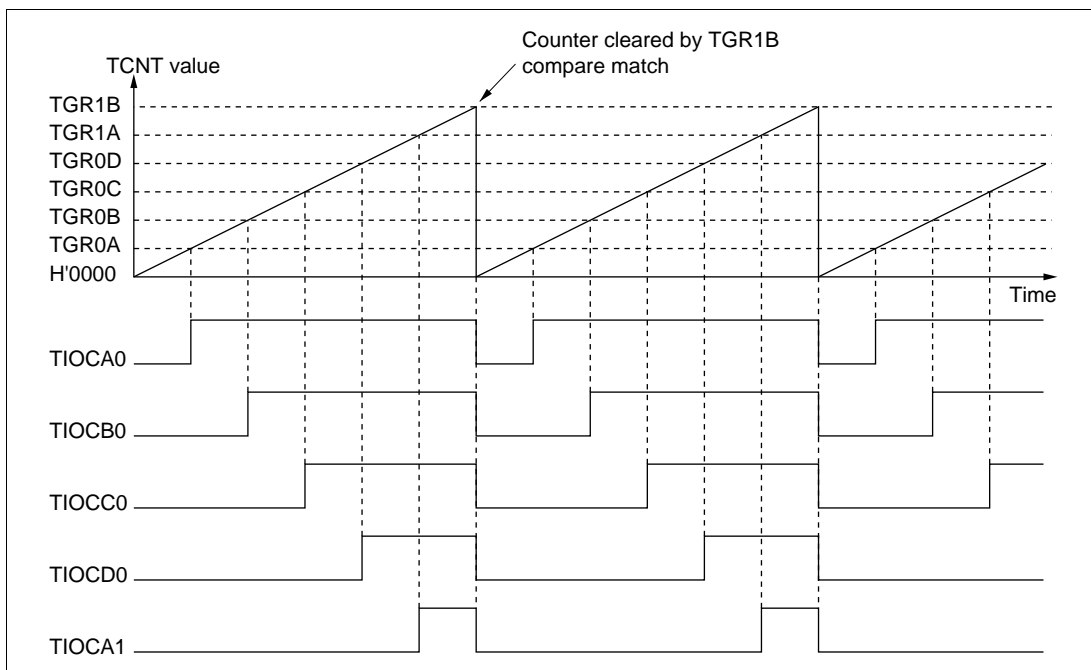 Counter cleared by TGR1B
compare match
TCNT value
TGR1B
TGR1A
TGR0D
TGR0C
TGR0B
TGR0A
H'0000
Time
TIOCA0
TIOCB0
TIOCC0
TIOCD0
TIOCA1